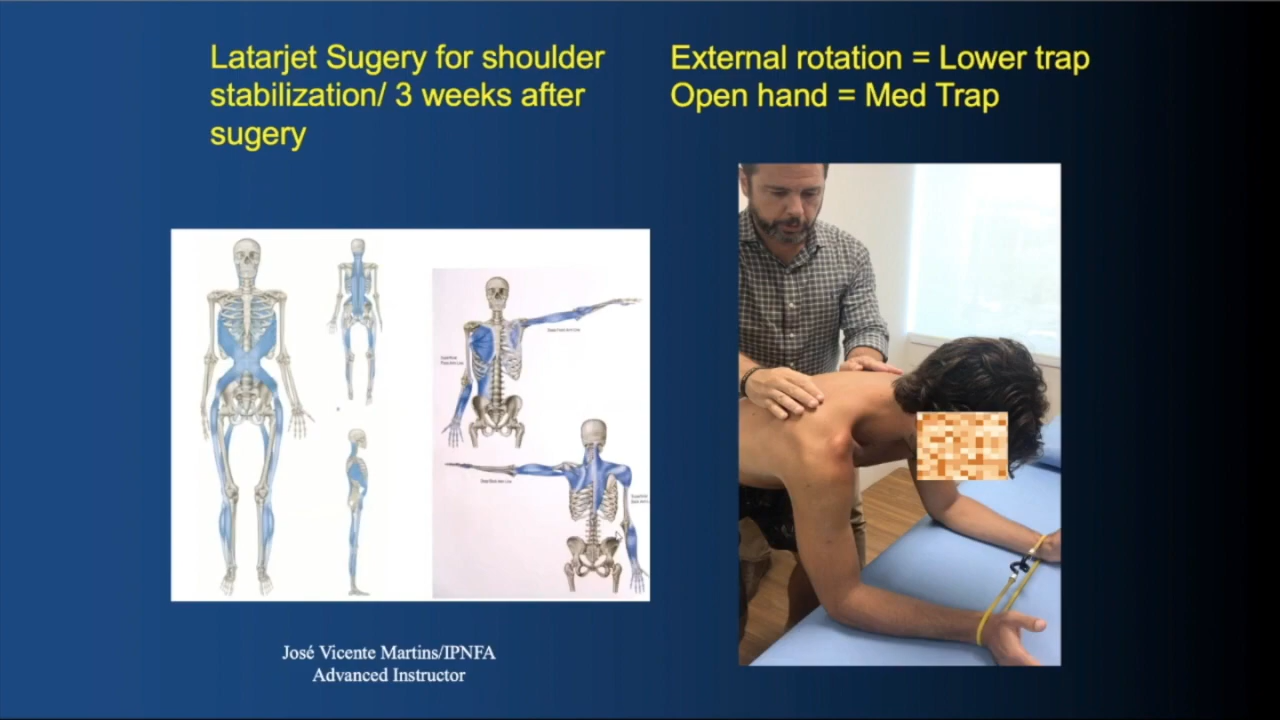 Latarjet Sugery for shoulder
stabilization/ 3 weeks after
sugery
External rotation = Lower trap
Open hand = Med Trap
José Vicente Martins/IPNFA
Advanced Instructor